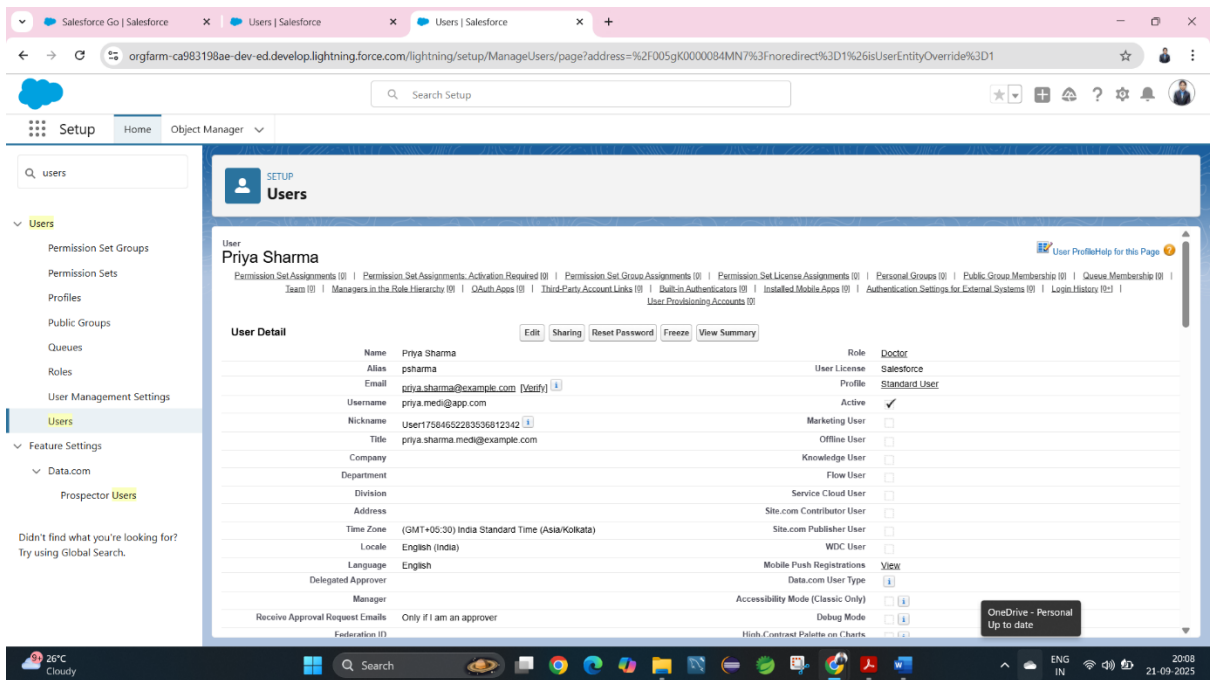 Salesforce Go | Salesforce
Users | Salesforce
Users | Salesforce
orgfarm-ca983198ae-dev-ed.develop.lightning.force.com/lightning/setup/ManageUsers/page?address=%2F005gK0000084MN7%3Fnoredirect%3D1%26isUserEntityOverride%3D1
Search Setup
Setup Home Object Manager
users
SETUP
Users
Users
Permission Set Groups
Permission Sets
Profiles
Public Groups
Queues
Roles
User Management Settings
Users
Feature Settings
Data.com
Prospector Users
Didn't find what you're looking for?
Try using Global Search.
User
Priya Sharma
User Profile Help for this Page
Permission Set Assignments [0] | Permission Set Assignments: Activation Required [0] | Permission Set Group Assignments [0] | Permission Set License Assignments [0] | Personal Groups [0] | Public Group Membership [0] | Queue Membership [0] |
Team [0] | Managers in the Role Hierarchy [0] | OAuth Apps [0] | Third-Party Account Links [0] | Built-in Authenticators [0] | Installed Mobile Apps [0] | Authentication Settings for External Systems [0] | Login History [0+] |
User Provisioning Accounts [0]
User Detail Edit Sharing Reset Password Freeze View Summary
Name Priya Sharma Role Doctor
Alias psharma User License Salesforce
Email priya.sharma@example.com [Verify] i Profile Standard User
Username priya.medi@app.com Active ✓
Nickname User17584652283536812342 i Marketing User
Title priya.sharma.medi@example.com Offline User
Company Knowledge User
Department Flow User
Division Service Cloud User
Address Site.com Contributor User
Time Zone (GMT+05:30) India Standard Time (Asia/Kolkata) Site.com Publisher User
Locale English (India) WDC User
Language English Mobile Push Registrations View
Delegated Approver Data.com User Type i
Manager Accessibility Mode (Classic Only) i
Receive Approval Request Emails Only if I am an approver Debug Mode i
Federation ID High-Contrast Palette on Charts i
OneDrive - Personal
Up to date
9+ 26°C
Cloudy
Search
ENG
IN
20:08
21-09-2025